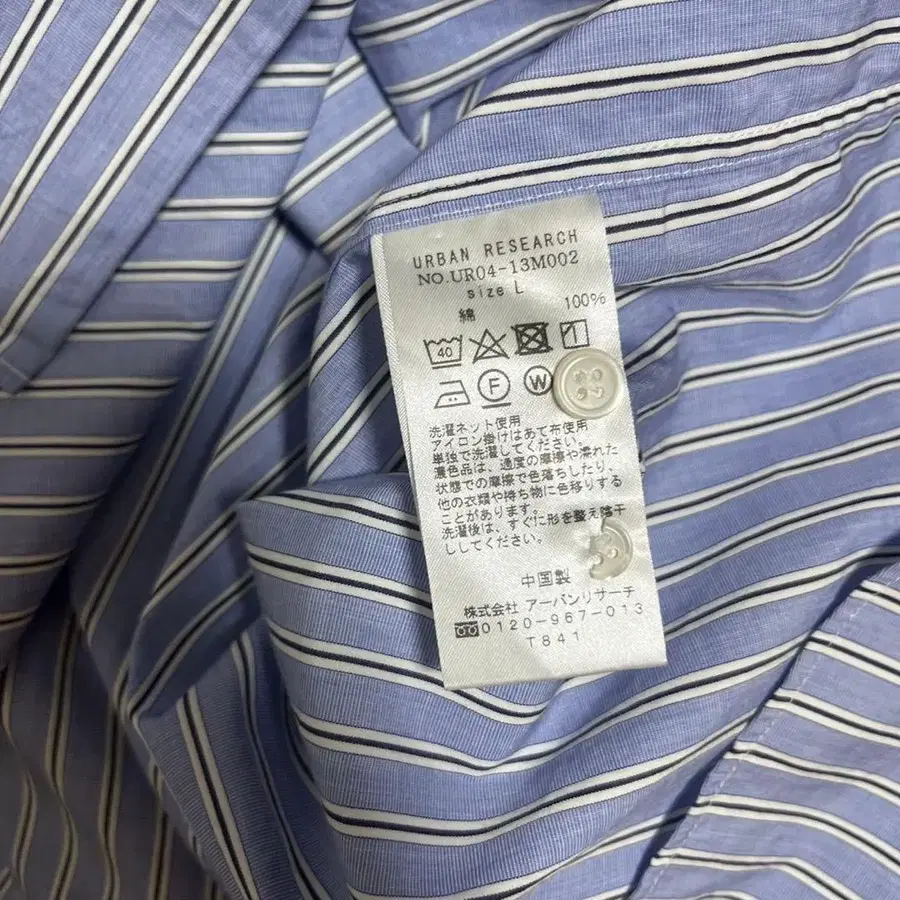 URBAN RESEARCH
NO.UR04-13M002
size L
綿 100%
40
F W
洗濯ネット使用
アイロン掛けはあて布使用
単独で洗濯してください。
濃色品は、過度の摩擦や濡れた
状態での摩擦で色落ちしたり、
他の衣類や持ち物に色移りする
ことがあります。
洗濯後は、すぐに形を整え陰干
ししてください。
中国製
株式会社 アーバンリサーチ
0120-967-013
T841